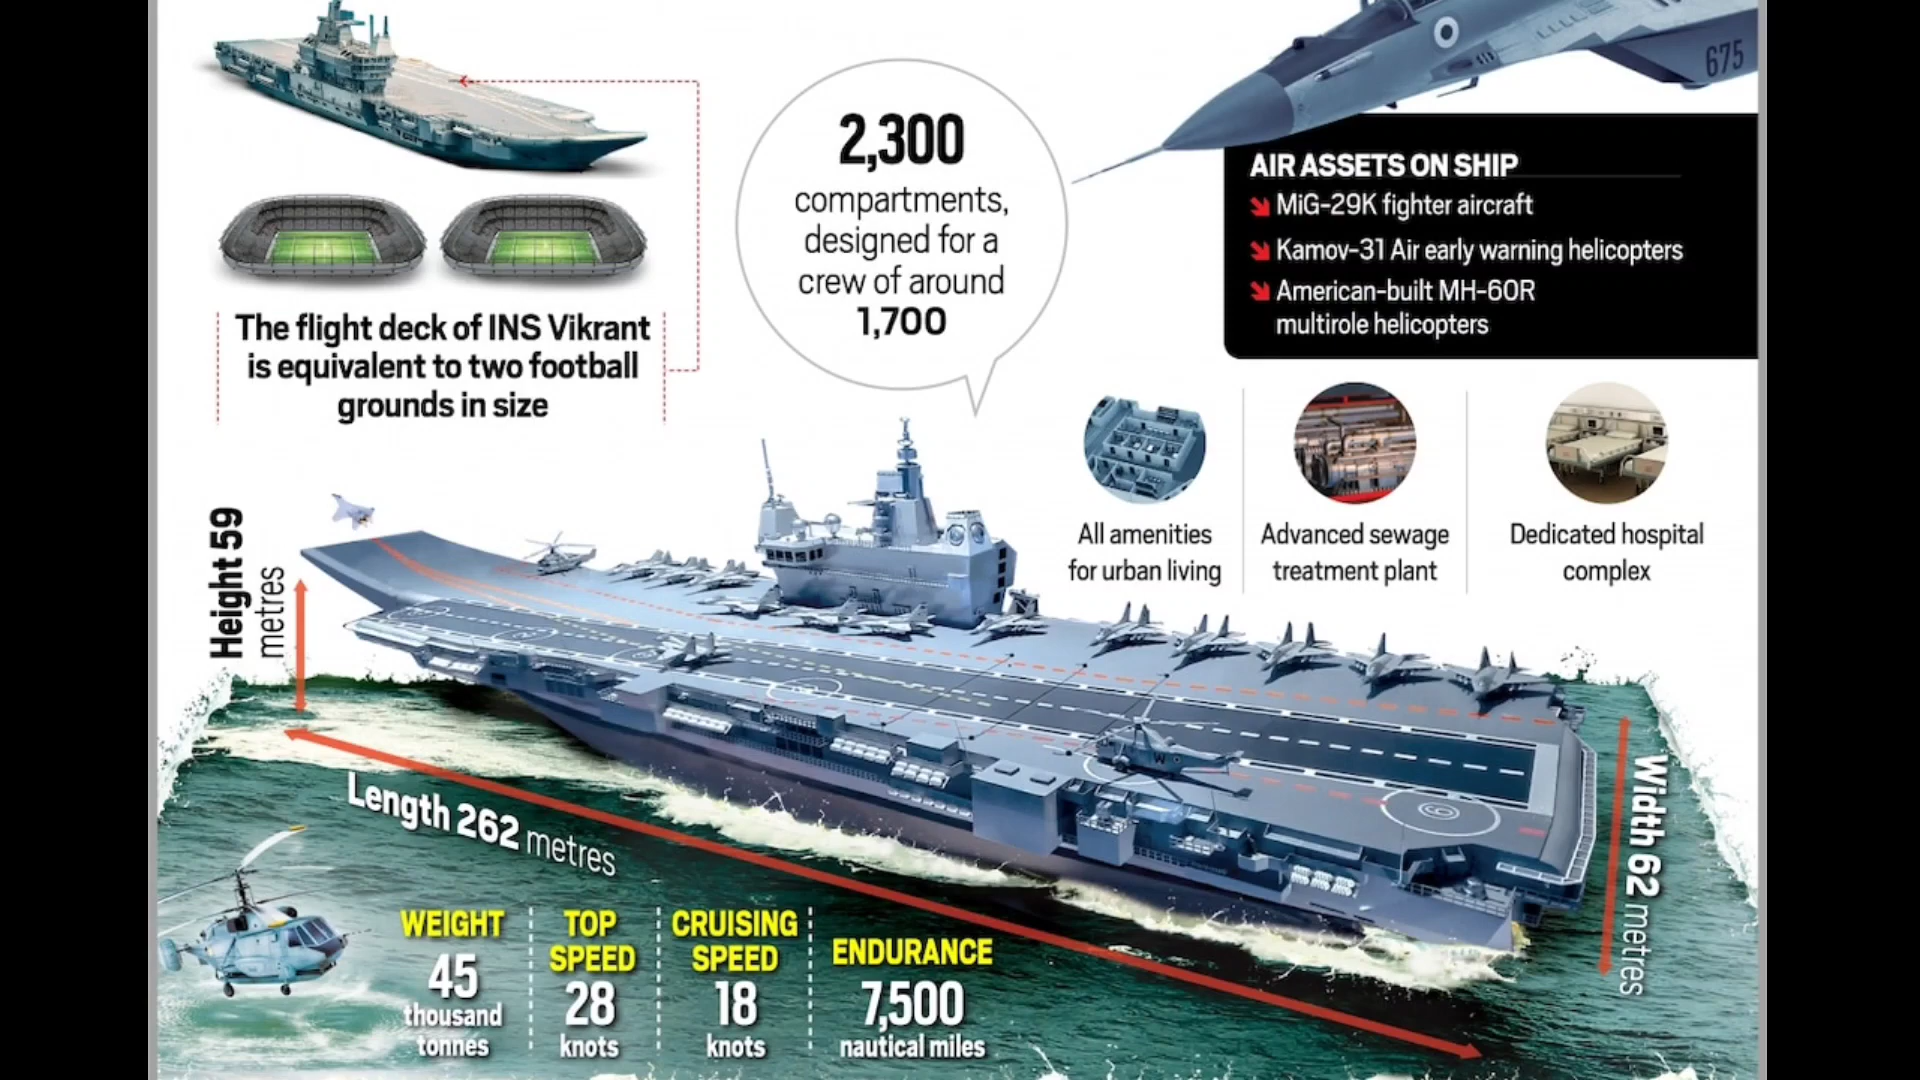 675
2,300
compartments,
designed for a
crew of around
1,700
AIR ASSETS ON SHIP
MiG-29K fighter aircraft
Kamov-31 Air early warning helicopters
American-built MH-60R
multirole helicopters
The flight deck of INS Vikrant
is equivalent to two football
grounds in size
All amenities
for urban living
Advanced sewage
treatment plant
Dedicated hospital
complex
Height 59
metres
Length 262 metres
Width 62 metres
WEIGHT
45
thousand
tonnes
TOP
SPEED
28
knots
CRUISING
SPEED
18
knots
ENDURANCE
7,500
nautical miles
W